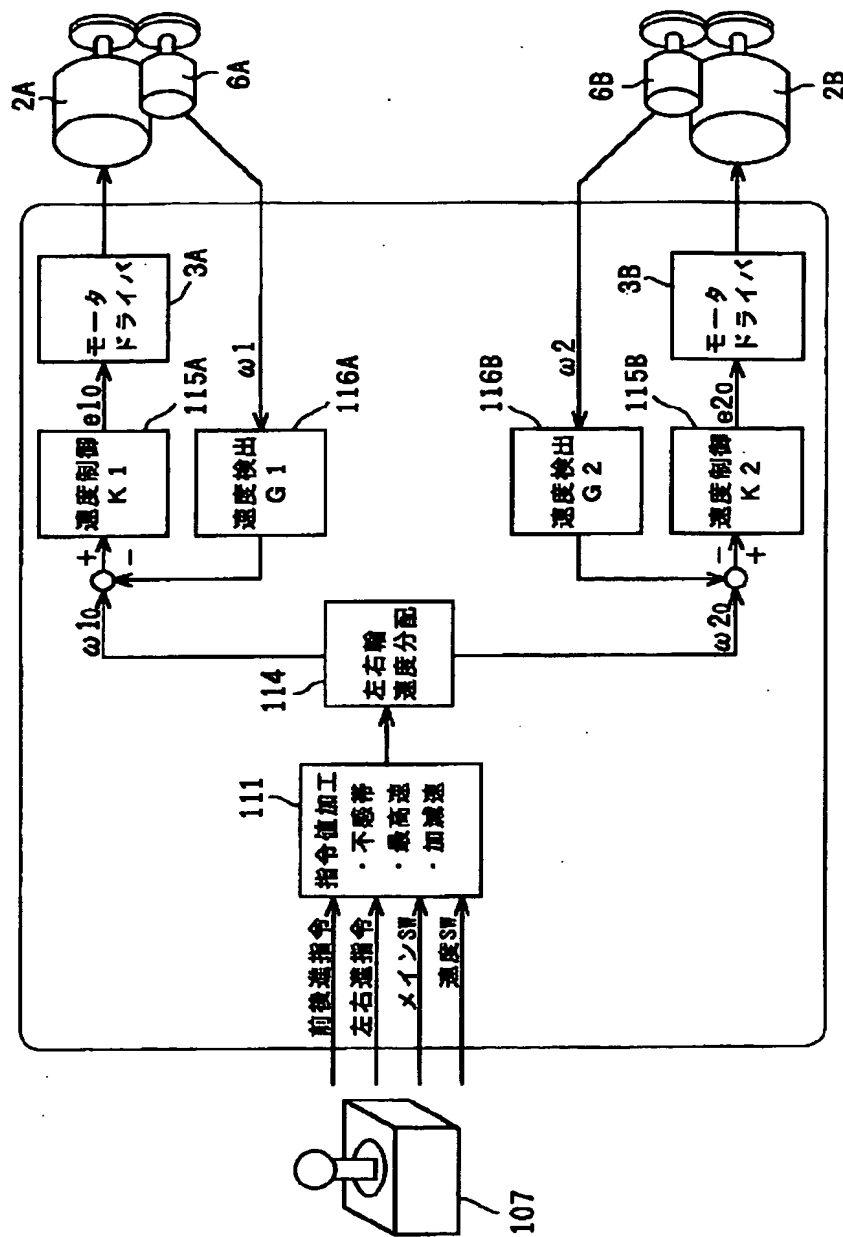 107
前後進指令
左右進指令
メインSW
速度SW
111
指令値加工
・不感帯
・最高速
・加減速
114
左右輪
速度分配
ω1o
+
−
速度制御
K1
115A
e1o
モータ
ドライバ
3A
2A
6A
ω1
速度検出
G1
116A
ω2o
−
+
速度検出
G2
116B
ω2
速度制御
K2
115B
e2o
モータ
ドライバ
3B
6B
2B